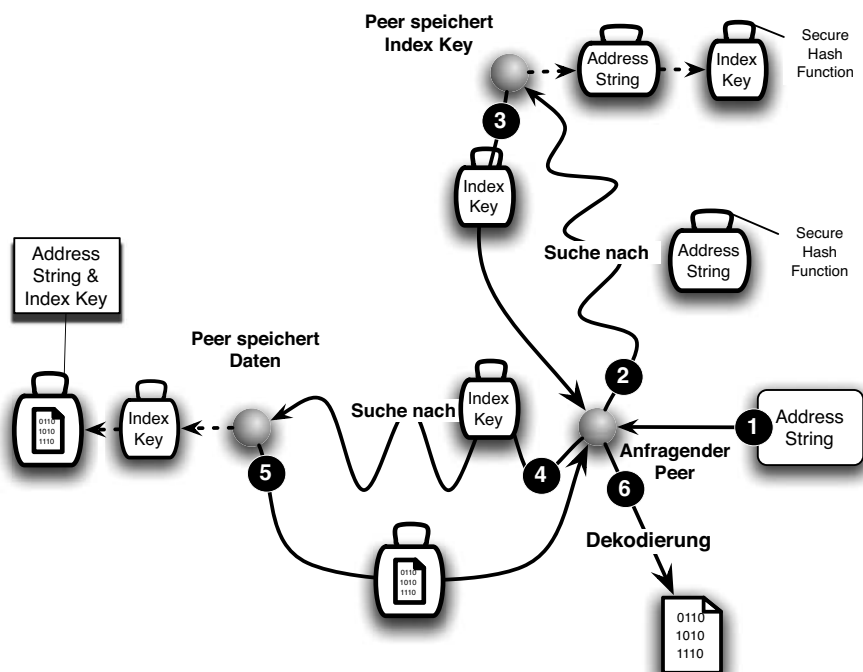 Peer speichert
Index Key
Address
String
Index
Key
Secure
Hash
Function
3
Index
Key
Suche nach
Address
String
Secure
Hash
Function
Address
String &
Index Key
Peer speichert
Daten
0110
1010
1110
Index
Key
Suche nach
Index
Key
2
1
Address
String
Anfragender
Peer
5
4
6
0110
1010
1110
Dekodierung
0110
1010
1110